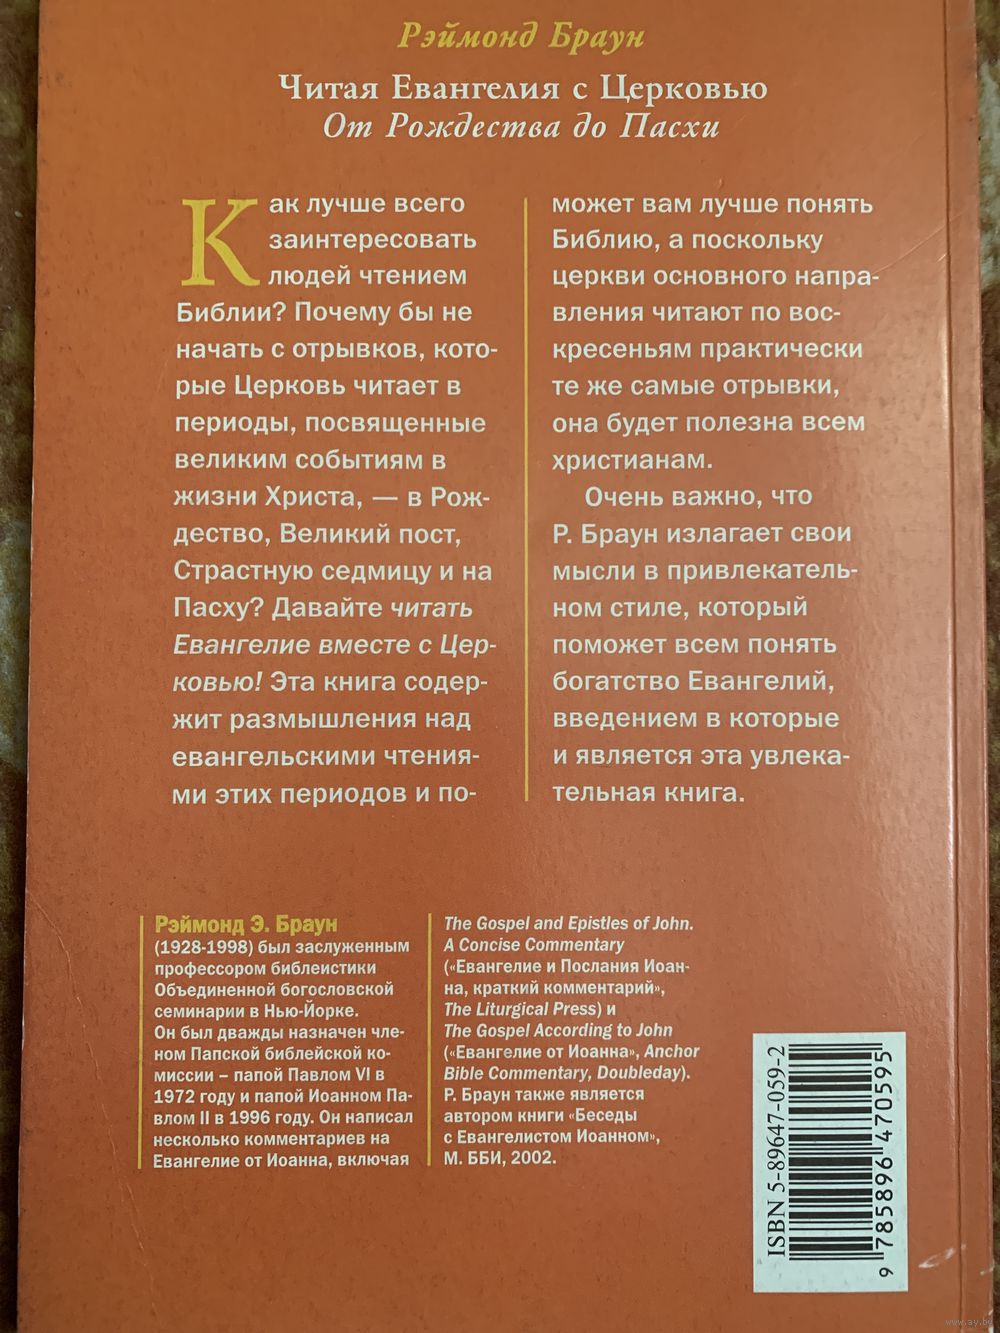 Рэймонд Браун
Читая Евангелия с Церковью
От Рождества до Пасхи
Как лучше всего
заинтересовать
людей чтением
Библии? Почему бы не
начать с отрывков, кото-
рые Церковь читает в
периоды, посвященные
великим событиям в
жизни Христа, — в Рож-
дество, Великий пост,
Страстную седмицу и на
Пасху? Давайте читать
Евангелие вместе с Цер-
ковью! Эта книга содер-
жит размышления над
евангельскими чтения-
ми этих периодов и по-
может вам лучше понять
Библию, а поскольку
церкви основного направ-
вления читают по вос-
кресеньям практически
те же самые отрывки,
она будет полезна всем
христианам.
Очень важно, что
Р. Браун излагает свои
мысли в привлекатель-
ном стиле, который
поможет всем понять
богатство Евангелий,
введением в которые
и является эта увлека-
тельная книга.
Рэймонд Э. Браун
(1928-1998) был заслуженным
профессором библеистики
Объединенной богословской
семинарии в Нью-Йорке.
Он был дважды назначен чле-
ном Папской библейской ко-
миссии – папой Павлом VI в
1972 году и папой Иоанном Па-
влом II в 1996 году. Он написал
несколько комментариев на
Евангелие от Иоанна, включая
The Gospel and Epistles of John.
A Concise Commentary
(«Евангелие и Послания Иоан-
на, краткий комментарий»,
The Liturgical Press) и
The Gospel According to John
(«Евангелие от Иоанна», Anchor
Bible Commentary, Doubleday).
Р. Браун также является
автором книги «Беседы
с Евангелистом Иоанном»,
М. ББИ, 2002.
ISBN 5-89647-059-2
9 785896 470595
www.ay.by